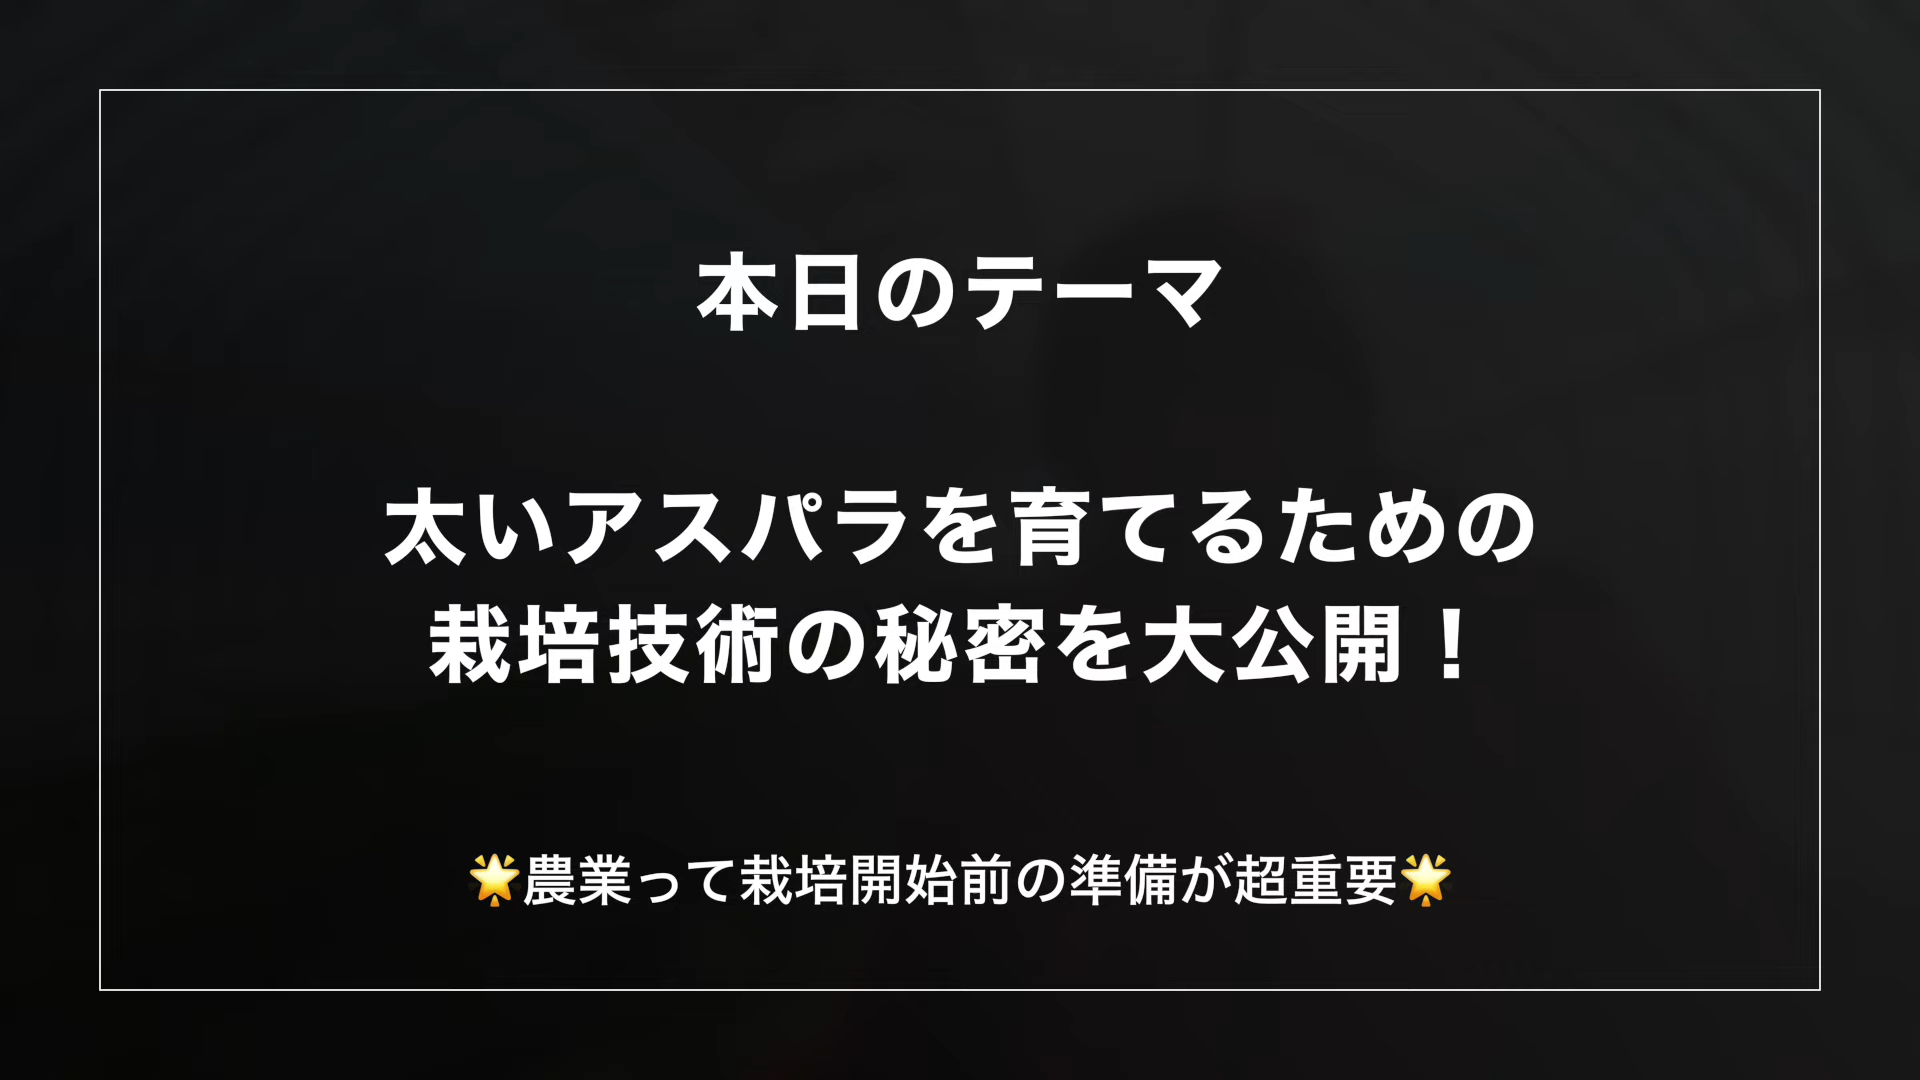 本日のテーマ
太いアスパラを育てるための
栽培技術の秘密を大公開！
🌟農業って栽培開始前の準備が超重要🌟